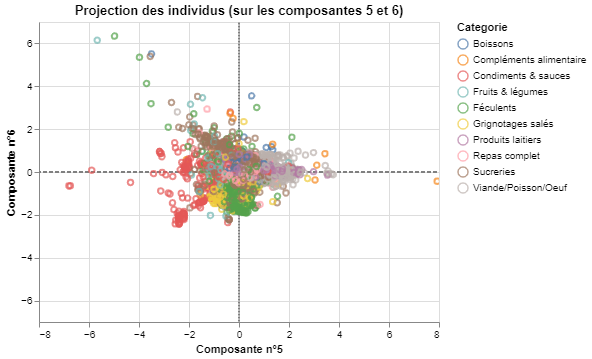 Projection des individus (sur les composantes 5 et 6)
Categorie
Boissons
Compléments alimentaire
Condiments & sauces
Fruits & légumes
Féculents
Grignotages salés
Produits laitiers
Repas complet
Sucreries
Viande/Poisson/Oeuf
Composante n°6
6
4
2
0
−2
−4
−6
−8 −6 −4 −2 0 2 4 6 8
Composante n°5